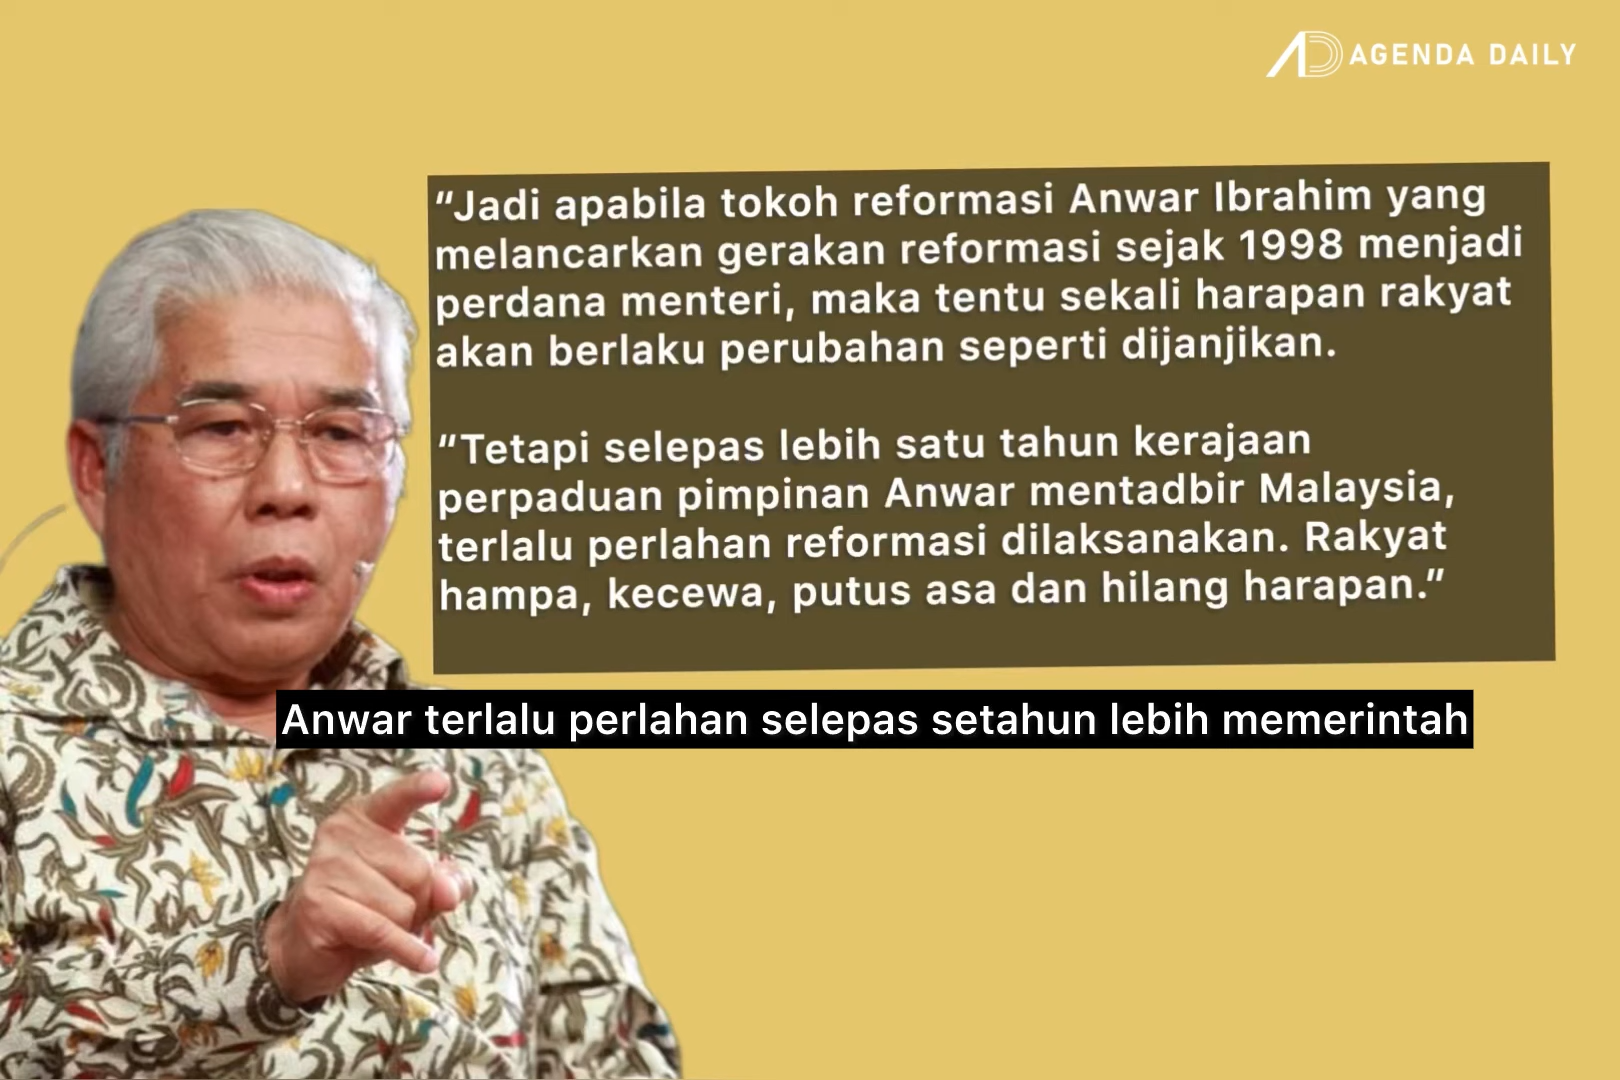 AGENDA DAILY
“Jadi apabila tokoh reformasi Anwar Ibrahim yang
melancarkan gerakan reformasi sejak 1998 menjadi
perdana menteri, maka tentu sekali harapan rakyat
akan berlaku perubahan seperti dijanjikan.
“Tetapi selepas lebih satu tahun kerajaan
perpaduan pimpinan Anwar mentadbir Malaysia,
terlalu perlahan reformasi dilaksanakan. Rakyat
hampa, kecewa, putus asa dan hilang harapan.”
Anwar terlalu perlahan selepas setahun lebih memerintah